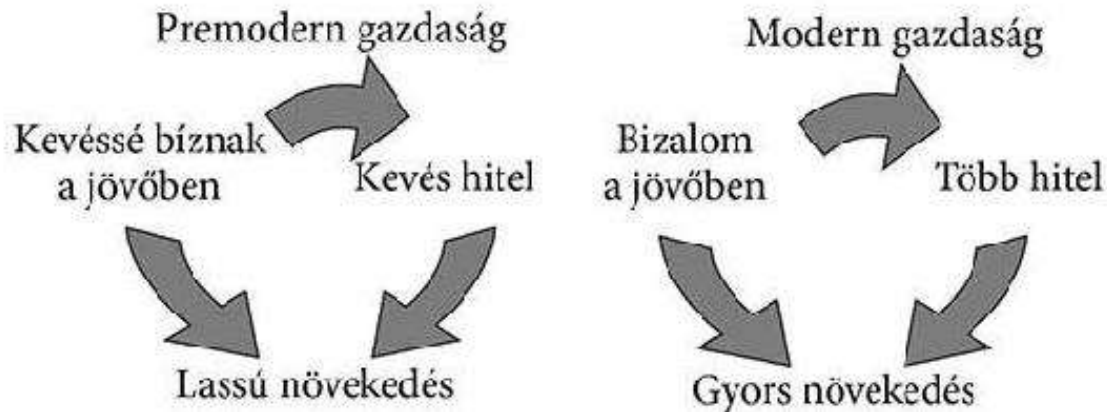 Premodern gazdaság
Kevéssé bíznak
a jövőben
Kevés hitel
Lassú növekedés
Modern gazdaság
Bizalom
a jövőben
Több hitel
Gyors növekedés